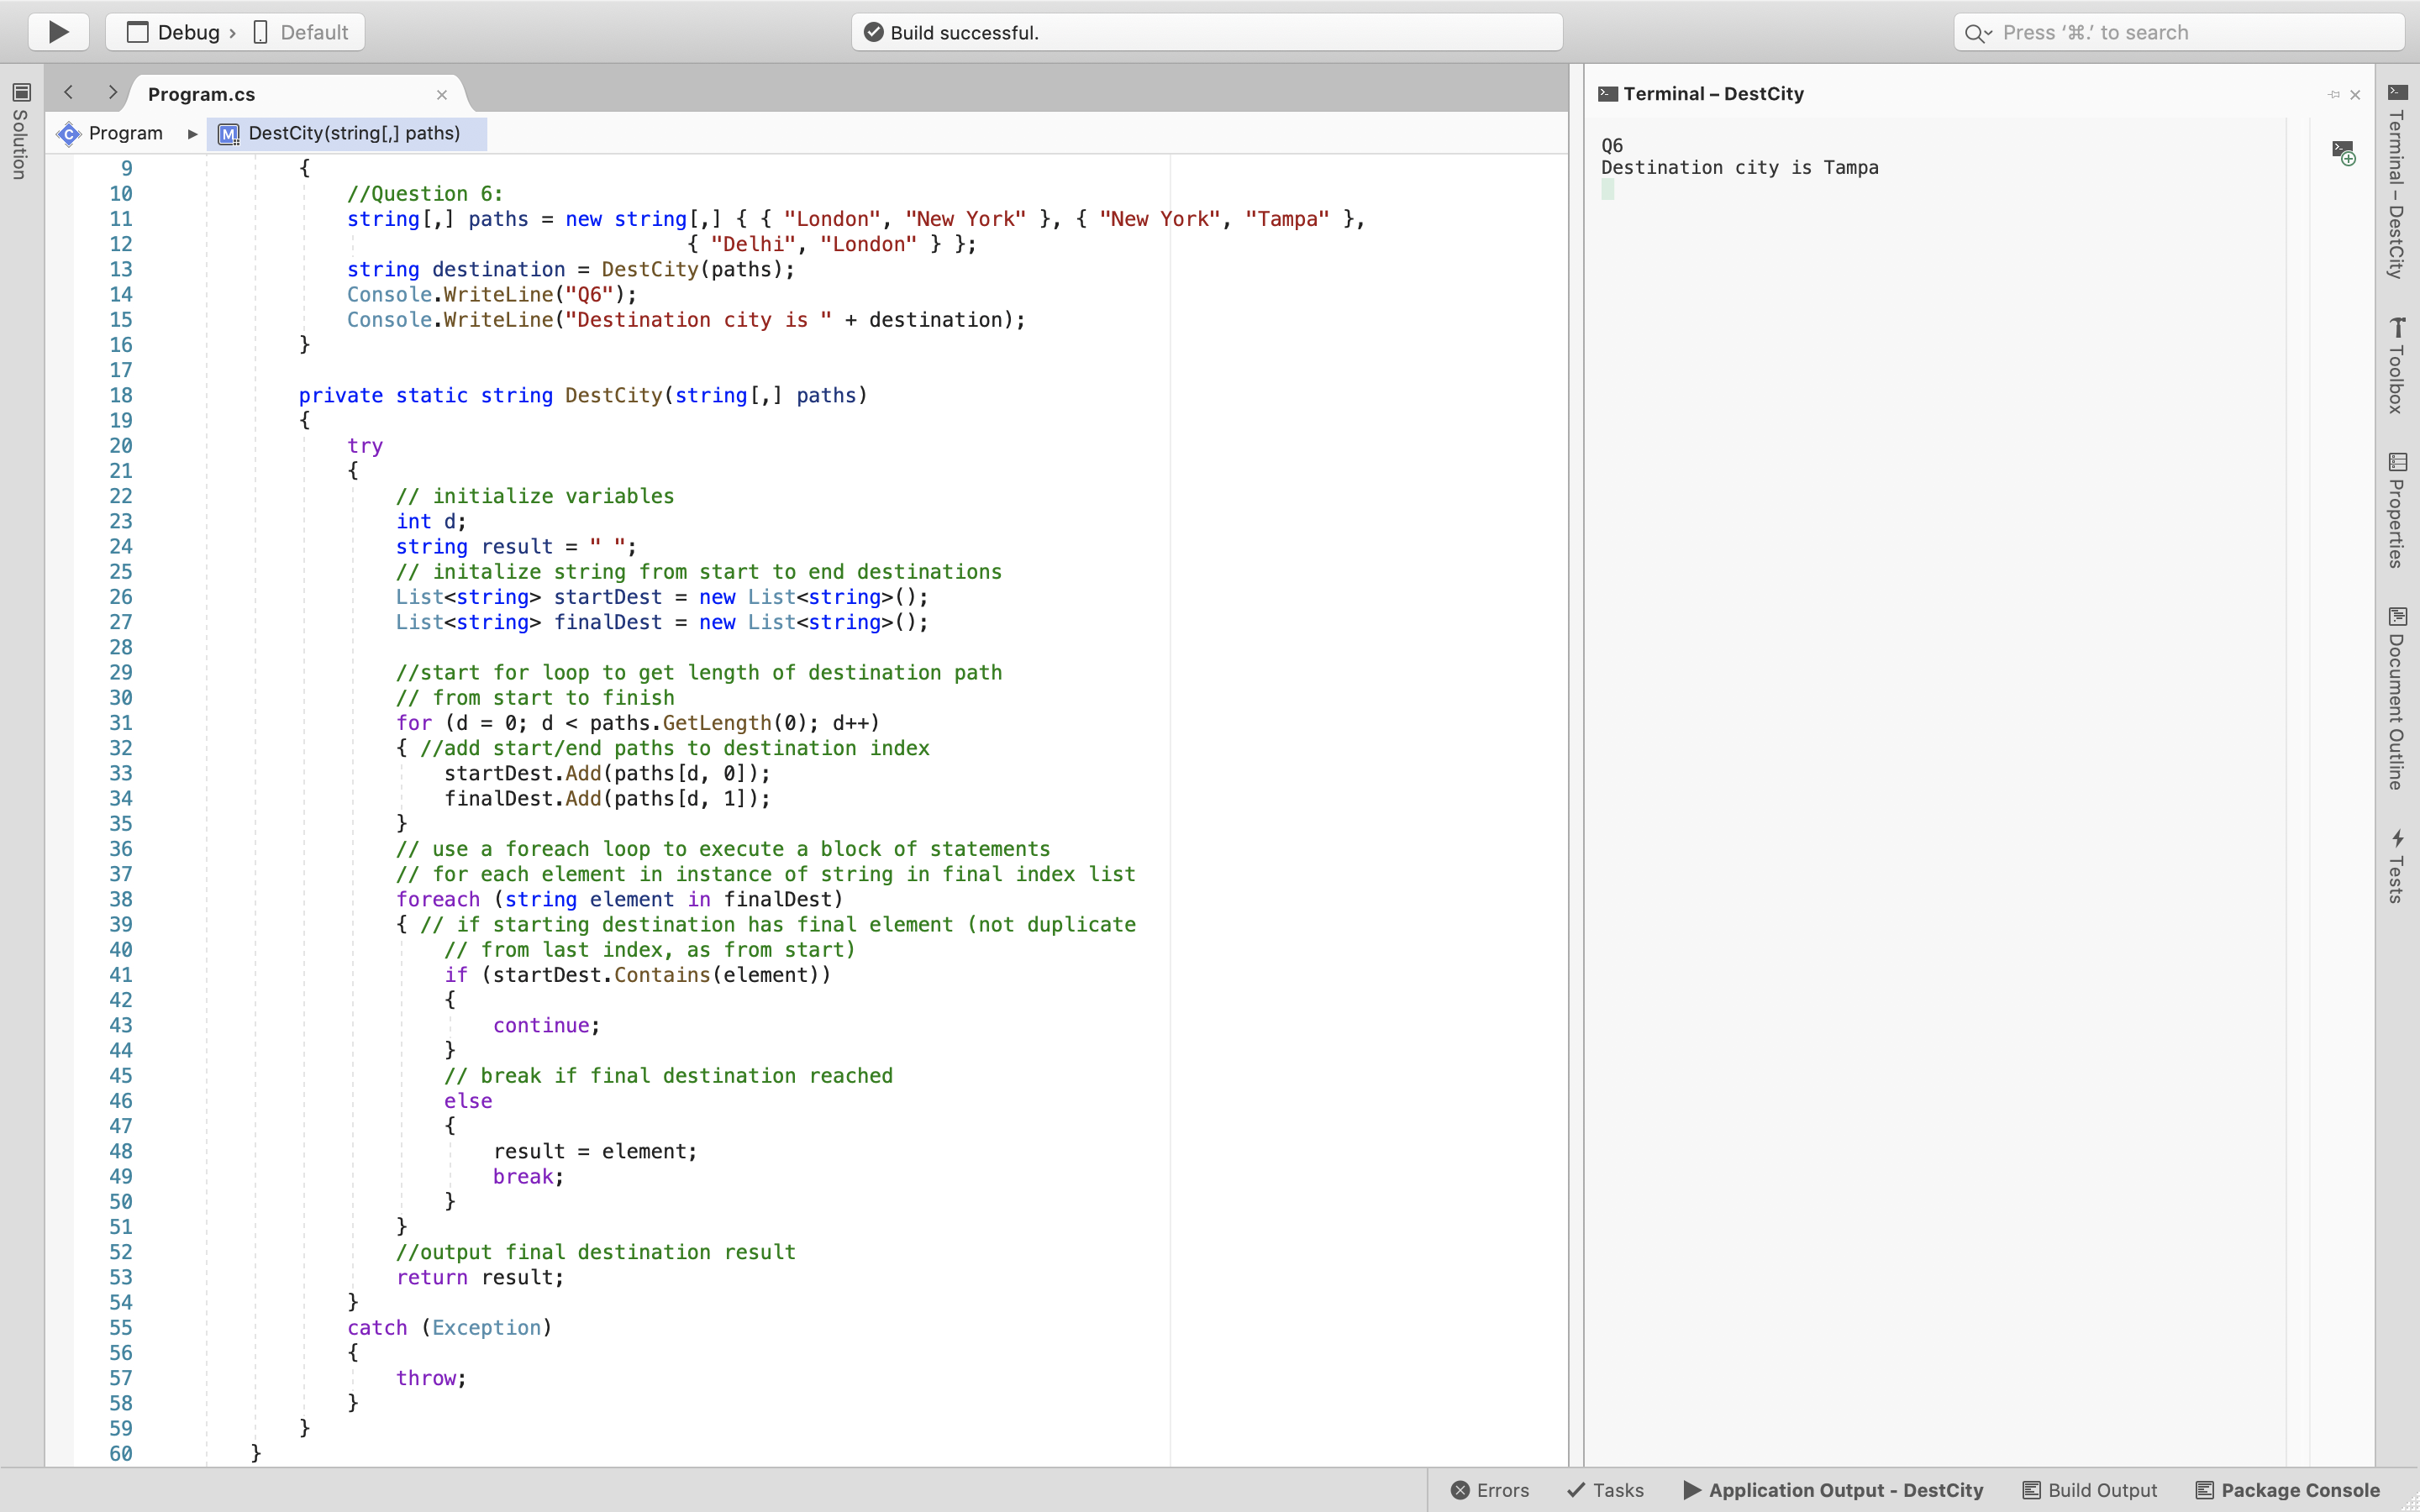 Debug › Default
Build successful.
Press ‘⌘.’ to search
Solution
Program.cs
Program ▸ DestCity(string[,] paths)
9 {
10 //Question 6:
11 string[,] paths = new string[,] { { "London", "New York" }, { "New York", "Tampa" },
12 { "Delhi", "London" } };
13 string destination = DestCity(paths);
14 Console.WriteLine("Q6");
15 Console.WriteLine("Destination city is " + destination);
16 }
17
18 private static string DestCity(string[,] paths)
19 {
20 try
21 {
22 // initialize variables
23 int d;
24 string result = " ";
25 // initalize string from start to end destinations
26 List<string> startDest = new List<string>();
27 List<string> finalDest = new List<string>();
28
29 //start for loop to get length of destination path
30 // from start to finish
31 for (d = 0; d < paths.GetLength(0); d++)
32 { //add start/end paths to destination index
33 startDest.Add(paths[d, 0]);
34 finalDest.Add(paths[d, 1]);
35 }
36 // use a foreach loop to execute a block of statements
37 // for each element in instance of string in final index list
38 foreach (string element in finalDest)
39 { // if starting destination has final element (not duplicate
40 // from last index, as from start)
41 if (startDest.Contains(element))
42 {
43 continue;
44 }
45 // break if final destination reached
46 else
47 {
48 result = element;
49 break;
50 }
51 }
52 //output final destination result
53 return result;
54 }
55 catch (Exception)
56 {
57 throw;
58 }
59 }
60 }
Terminal – DestCity
Q6
Destination city is Tampa
Terminal – DestCity
Toolbox
Properties
Document Outline
Tests
Errors
Tasks
Application Output - DestCity
Build Output
Package Console